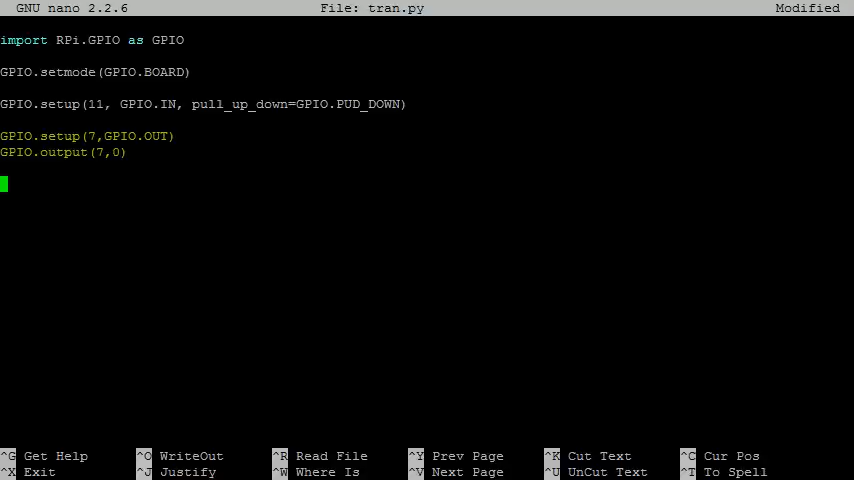 GNU nano 2.2.6 File: tran.py Modified
import RPi.GPIO as GPIO
GPIO.setmode(GPIO.BOARD)
GPIO.setup(11, GPIO.IN, pull_up_down=GPIO.PUD_DOWN)
GPIO.setup(7,GPIO.OUT)
GPIO.output(7,0)
^G Get Help ^O WriteOut ^R Read File ^Y Prev Page ^K Cut Text ^C Cur Pos
^X Exit ^J Justify ^W Where Is ^V Next Page ^U UnCut Text ^T To Spell